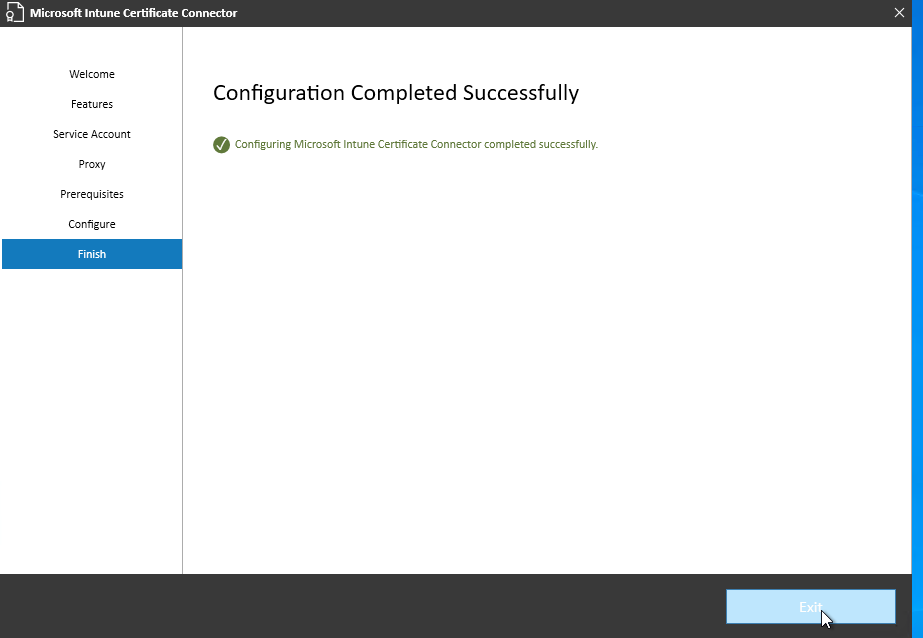 Microsoft Intune Certificate Connector
Welcome
Features
Service Account
Proxy
Prerequisites
Configure
Finish
Configuration Completed Successfully
Configuring Microsoft Intune Certificate Connector completed successfully.
Exit